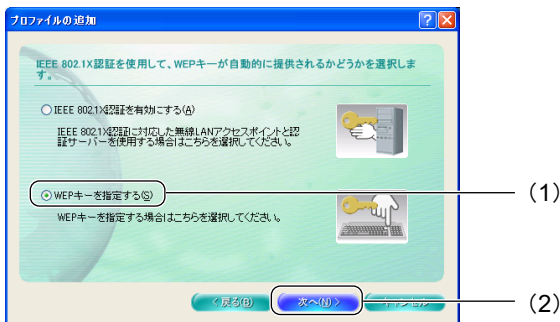 プロファイルの追加
IEEE 802.1X認証を使用して、WEPキーが自動的に提供されるかどうかを選択しま
す。
IEEE 802.1X認証を有効にする(A)
IEEE 802.1X認証に対応した無線LANアクセスポイントと認
証サーバーを使用する場合はこちらを選択してください。
WEPキーを指定する(S)
(1)
WEPキーを指定する場合はこちらを選択してください。
< 戻る(B)
次へ(N) >
キャンセル
(2)